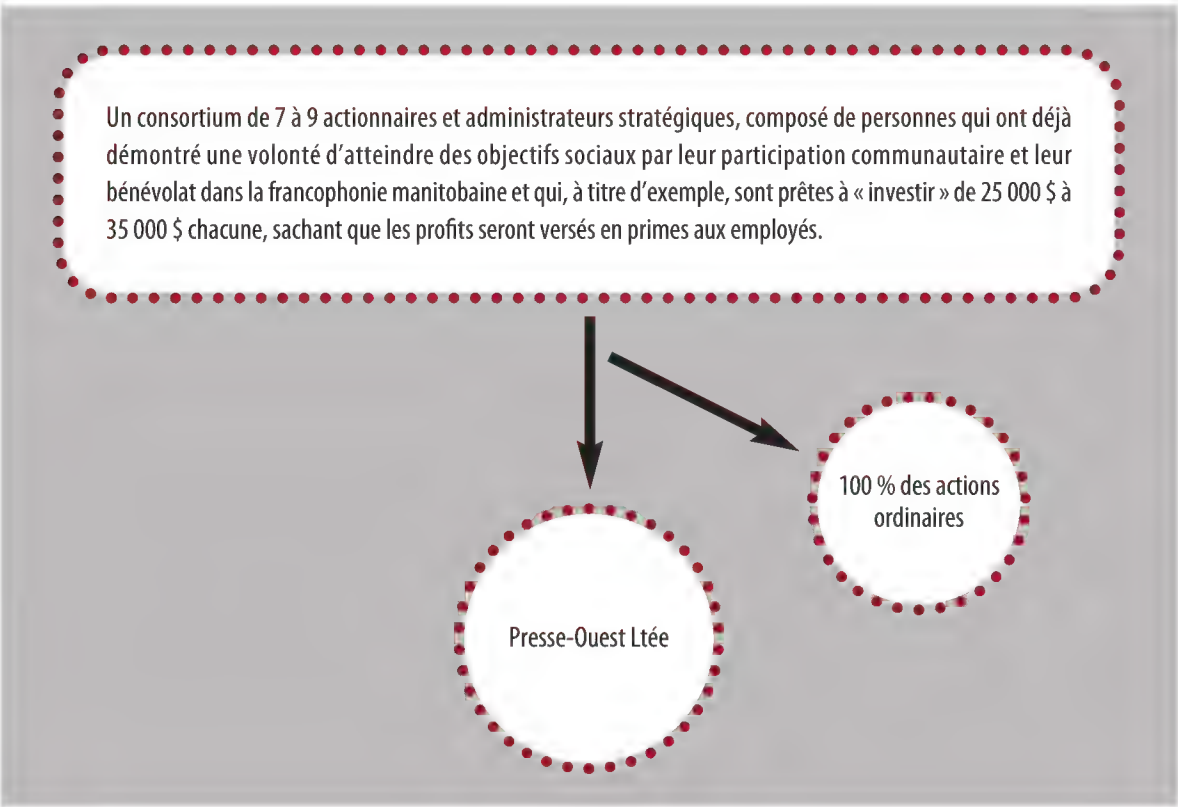 Un consortium de 7 à 9 actionnaires et administrateurs stratégiques, composé de personnes qui ont déjà
démontré une volonté d'atteindre des objectifs sociaux par leur participation communautaire et leur
bénévolat dans la francophonie manitobaine et qui, à titre d'exemple, sont prêtes à « investir » de 25 000 $ à
35 000 $ chacune, sachant que les profits seront versés en primes aux employés.
100 % des actions
ordinaires
Presse-Ouest Ltée